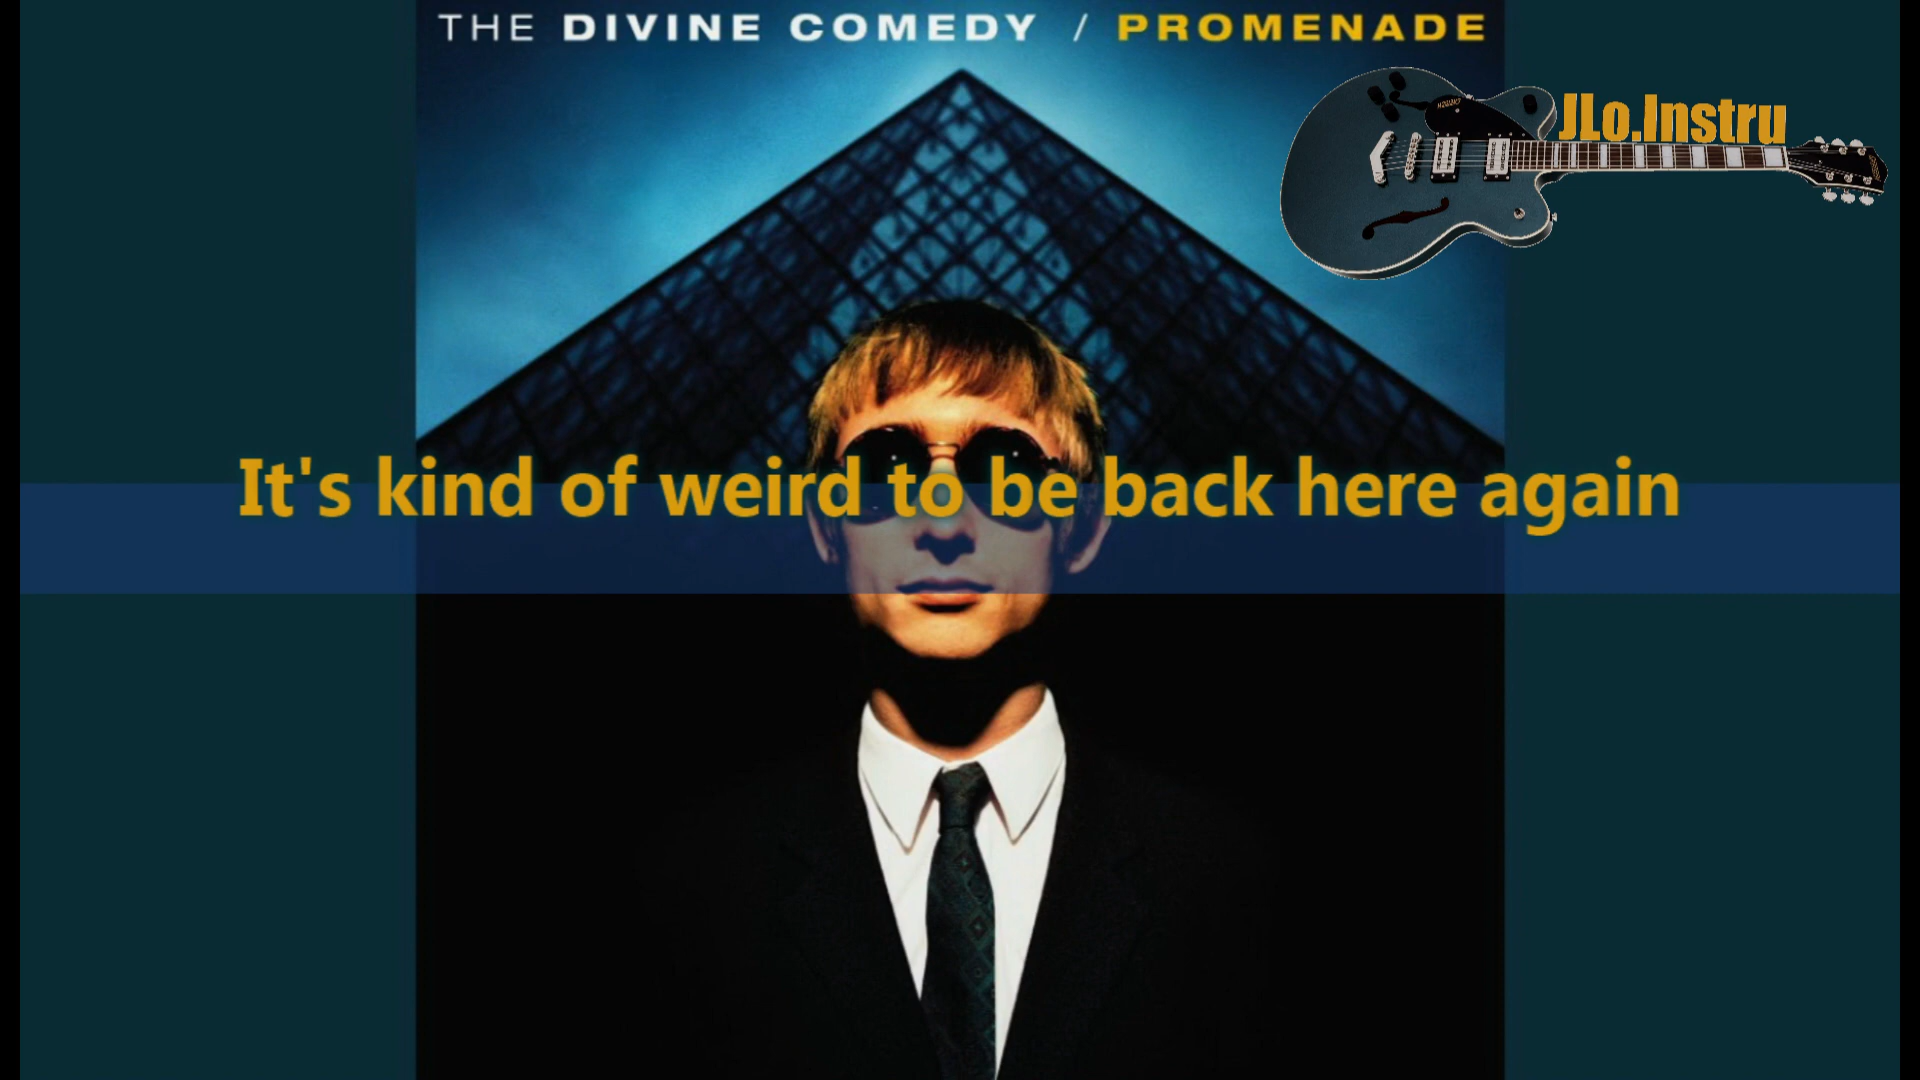 THE DIVINE COMEDY / PROMENADE
JLo.Instru
It's kind of weird to be back here again